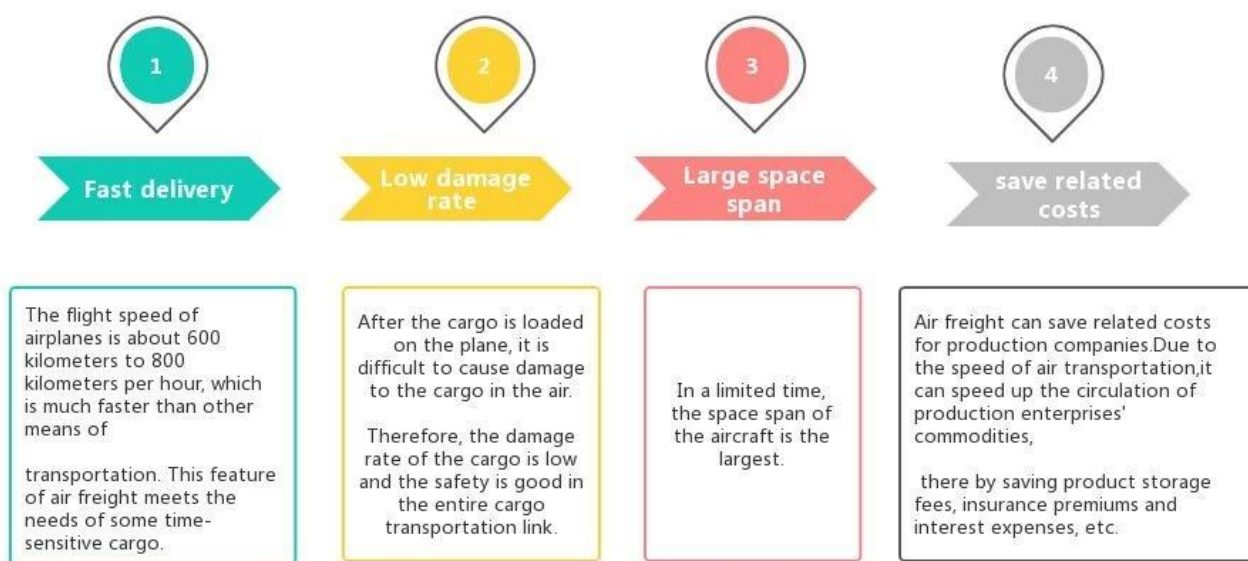 1
Fast delivery
The flight speed of
airplanes is about 600
kilometers to 800
kilometers per hour, which
is much faster than other
means of
transportation. This feature
of air freight meets the
needs of some time-
sensitive cargo.
2
Low damage
rate
After the cargo is loaded
on the plane, it is
difficult to cause damage
to the cargo in the air.
Therefore, the damage
rate of the cargo is low
and the safety is good in
the entire cargo
transportation link.
3
Large space
span
In a limited time,
the space span of
the aircraft is the
largest.
4
save related
costs
Air freight can save related costs
for production companies.Due to
the speed of air transportation,it
can speed up the circulation of
production enterprises'
commodities,
there by saving product storage
fees, insurance premiums and
interest expenses, etc.